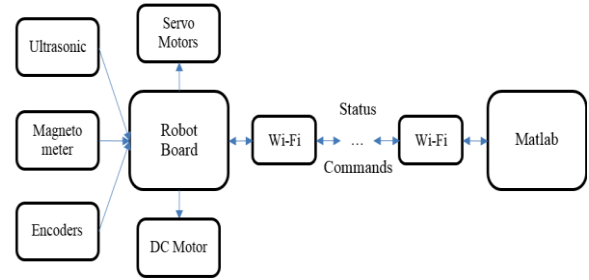 Ultrasonic
Servo
Motors
Magneto
meter
Robot
Board
Wi-Fi
Status
...
Commands
Wi-Fi
Matlab
Encoders
DC Motor